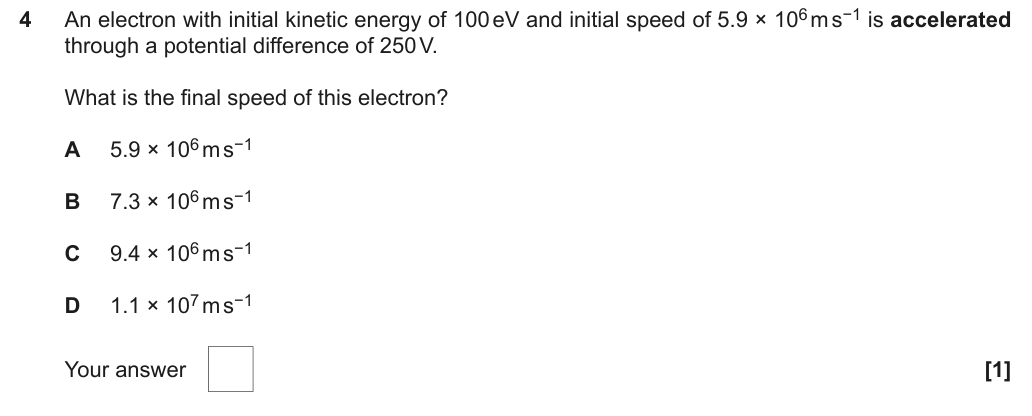 4 An electron with initial kinetic energy of 100 eV and initial speed of 5.9 × 10⁶ m s⁻¹ is accelerated
through a potential difference of 250 V.
What is the final speed of this electron?
A 5.9 × 10⁶ m s⁻¹
B 7.3 × 10⁶ m s⁻¹
C 9.4 × 10⁶ m s⁻¹
D 1.1 × 10⁷ m s⁻¹
Your answer [1]